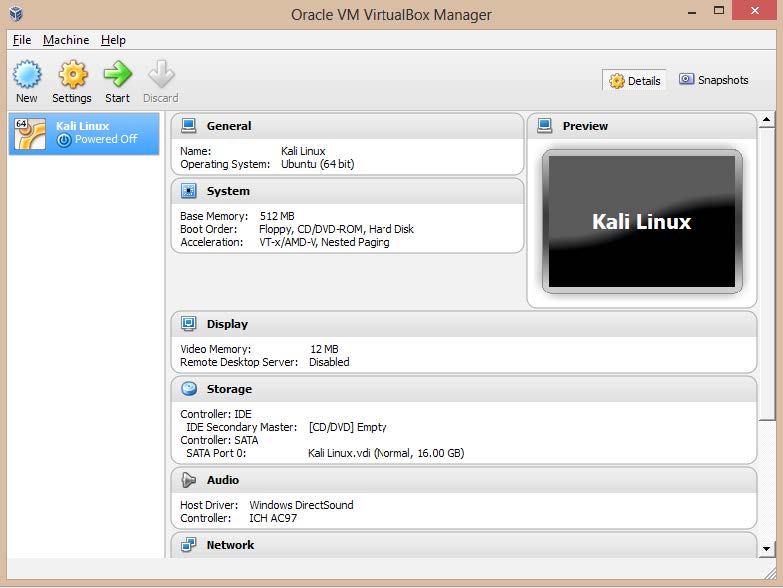 Oracle VM VirtualBox Manager
File Machine Help
New Settings Start Discard
Details Snapshots
64 Kali Linux
Powered Off
General
Name: Kali Linux
Operating System: Ubuntu (64 bit)
System
Base Memory: 512 MB
Boot Order: Floppy, CD/DVD-ROM, Hard Disk
Acceleration: VT-x/AMD-V, Nested Paging
Preview
Kali Linux
Display
Video Memory: 12 MB
Remote Desktop Server: Disabled
Storage
Controller: IDE
IDE Secondary Master: [CD/DVD] Empty
Controller: SATA
SATA Port 0: Kali Linux.vdi (Normal, 16.00 GB)
Audio
Host Driver: Windows DirectSound
Controller: ICH AC97
Network